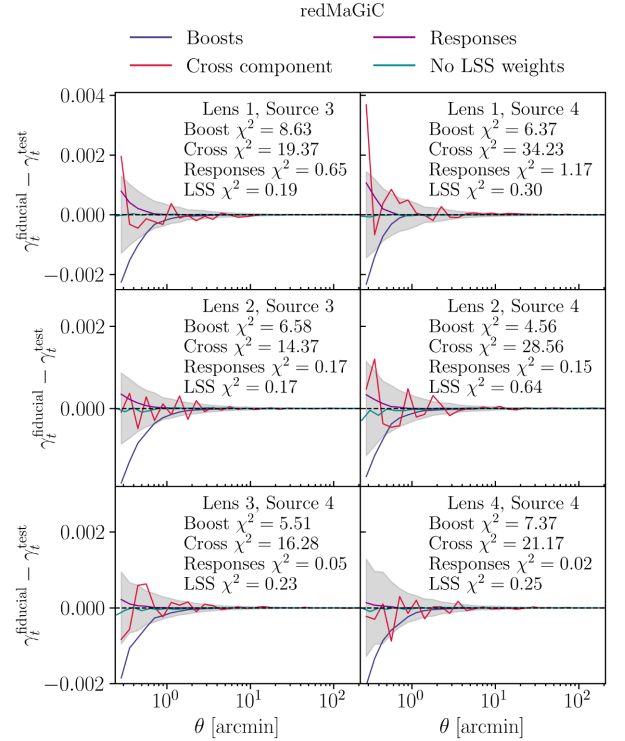 redMaGiC
Boosts
Responses
Cross component
No LSS weights
γ_t^fiducial − γ_t^test
0.004
0.002
0.000
−0.002
Lens 1, Source 3
Boost χ² = 8.63
Cross χ² = 19.37
Responses χ² = 0.65
LSS χ² = 0.19
Lens 1, Source 4
Boost χ² = 6.37
Cross χ² = 34.23
Responses χ² = 1.17
LSS χ² = 0.30
γ_t^fiducial − γ_t^test
0.002
0.000
Lens 2, Source 3
Boost χ² = 6.58
Cross χ² = 14.37
Responses χ² = 0.17
LSS χ² = 0.17
Lens 2, Source 4
Boost χ² = 4.56
Cross χ² = 28.56
Responses χ² = 0.15
LSS χ² = 0.64
γ_t^fiducial − γ_t^test
0.002
0.000
−0.002
Lens 3, Source 4
Boost χ² = 5.51
Cross χ² = 16.28
Responses χ² = 0.05
LSS χ² = 0.23
Lens 4, Source 4
Boost χ² = 7.37
Cross χ² = 21.17
Responses χ² = 0.02
LSS χ² = 0.25
10⁰ 10¹ 10²
10⁰ 10¹ 10²
θ [arcmin]
θ [arcmin]